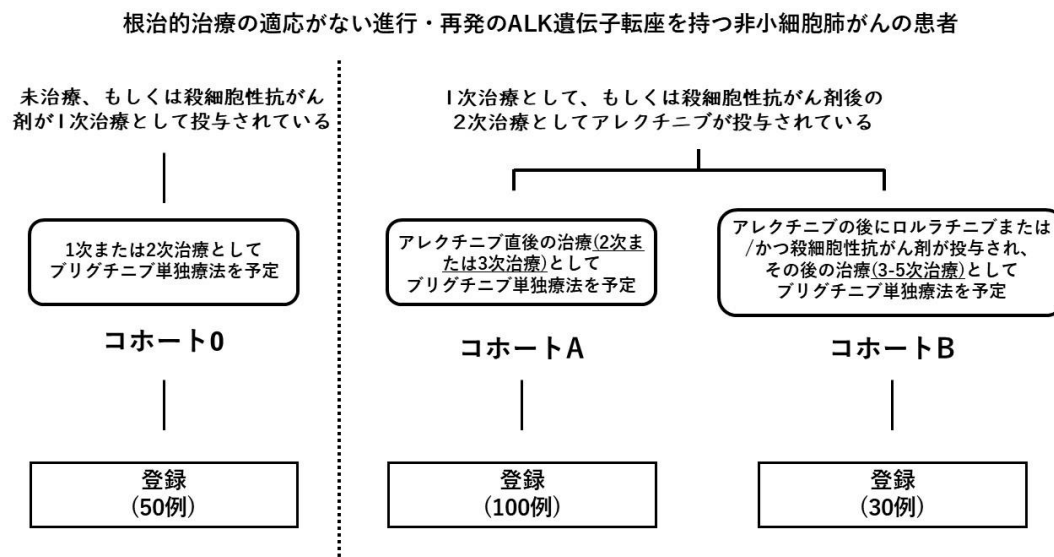 根治的治療の適応がない進行・再発のALK遺伝子転座を持つ非小細胞肺がんの患者
未治療、もしくは殺細胞性抗がん
剤が1次治療として投与されている
1次または2次治療として
ブリグチニブ単独療法を予定
コホート0
登録
(50例)
1次治療として、もしくは殺細胞性抗がん剤後の
2次治療としてアレクチニブが投与されている
アレクチニブ直後の治療(2次ま
たは3次治療)として
ブリグチニブ単独療法を予定
コホートA
登録
(100例)
アレクチニブの後にロルラチニブまたは
/かつ殺細胞性抗がん剤が投与され、
その後の治療(3-5次治療)として
ブリグチニブ単独療法を予定
コホートB
登録
(30例)